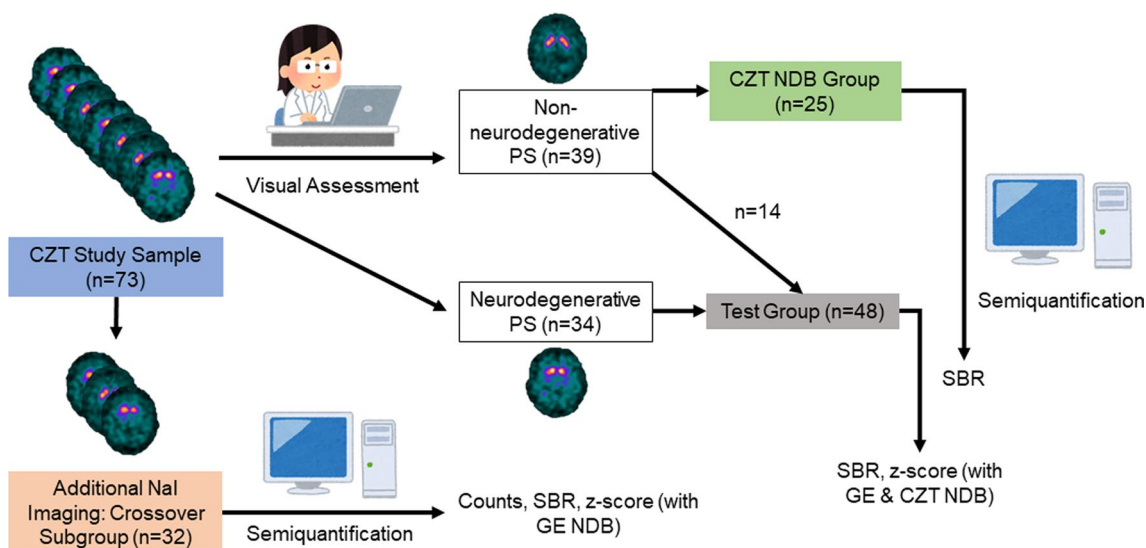 Visual Assessment
Non-
neurodegenerative
PS (n=39)
CZT NDB Group
(n=25)
n=14
CZT Study Sample
(n=73)
Neurodegenerative
PS (n=34)
Test Group (n=48)
Semiquantification
SBR
Additional NaI
Imaging: Crossover
Subgroup (n=32)
Semiquantification
Counts, SBR, z-score (with
GE NDB)
SBR, z-score (with
GE & CZT NDB)